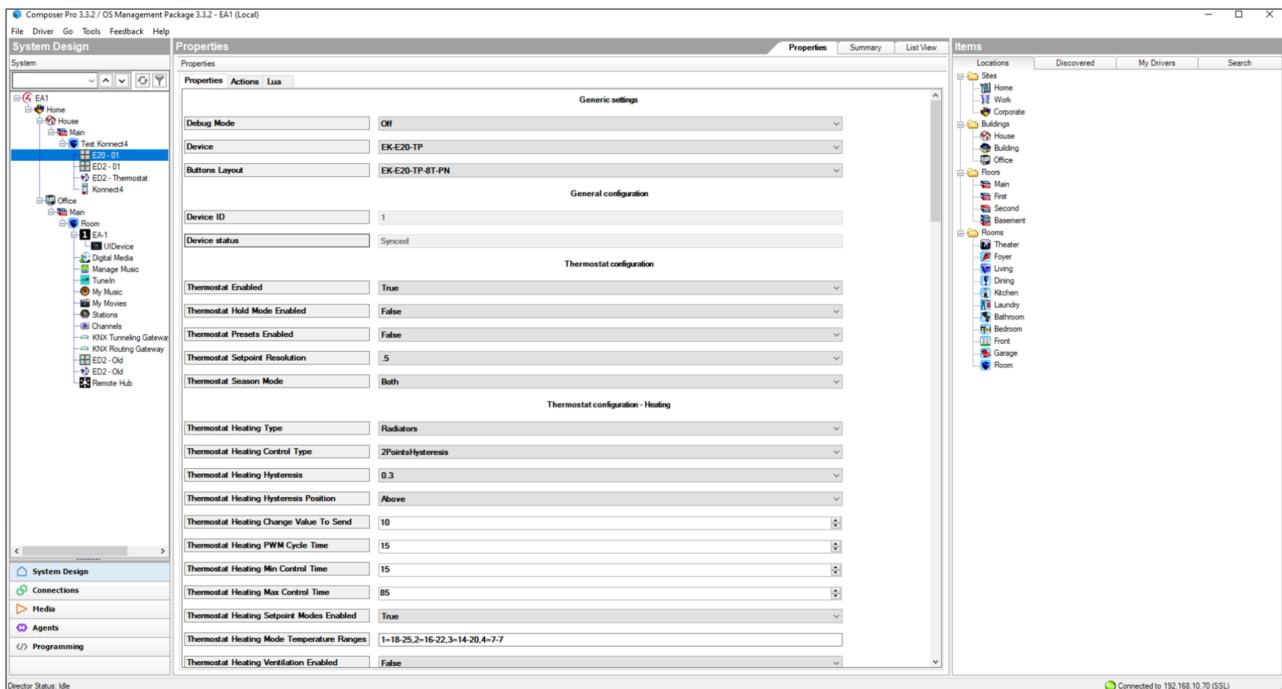 Composer Pro 3.3.2 / OS Management Package 3.3.2 - EA1 (Local)
File Driver Go Tools Feedback Help
System Design
System
EA1
Home
House
Main
Test Konnect4
E20 - 01
ED2 - 01
ED2 - Thermostat
Konnect4
Office
Main
Room
EA-1
UIDevice
Digital Media
Manage Music
TuneIn
My Music
My Movies
Stations
Channels
KNX Tunneling Gateway
KNX Routing Gateway
ED2 - Old
ED2 - Old
Remote Hub
System Design
Connections
Media
Agents
Programming
Properties
Properties Summary List View
Properties
Properties Actions Lua
Generic settings
Debug Mode Off
Device EK-E20-TP
Buttons Layout EK-E20-TP-8T-PN
General configuration
Device ID 1
Device status Synced
Thermostat configuration
Thermostat Enabled True
Thermostat Hold Mode Enabled False
Thermostat Presets Enabled False
Thermostat Setpoint Resolution .5
Thermostat Season Mode Both
Thermostat configuration - Heating
Thermostat Heating Type Radiators
Thermostat Heating Control Type 2PointsHysteresis
Thermostat Heating Hysteresis 0.3
Thermostat Heating Hysteresis Position Above
Thermostat Heating Change Value To Send 10
Thermostat Heating PWM Cycle Time 15
Thermostat Heating Min Control Time 15
Thermostat Heating Max Control Time 85
Thermostat Heating Setpoint Modes Enabled True
Thermostat Heating Mode Temperature Ranges 1=18-25,2=16-22,3=14-20,4=7-7
Thermostat Heating Ventilation Enabled False
Items
Locations Discovered My Drivers Search
Sites
Home
Work
Corporate
Buildings
House
Building
Office
Floors
Main
First
Second
Basement
Rooms
Theater
Foyer
Living
Dining
Kitchen
Laundry
Bathroom
Bedroom
Front
Garage
Room
Director Status: Idle
Connected to 192.168.10.70 (SSL)